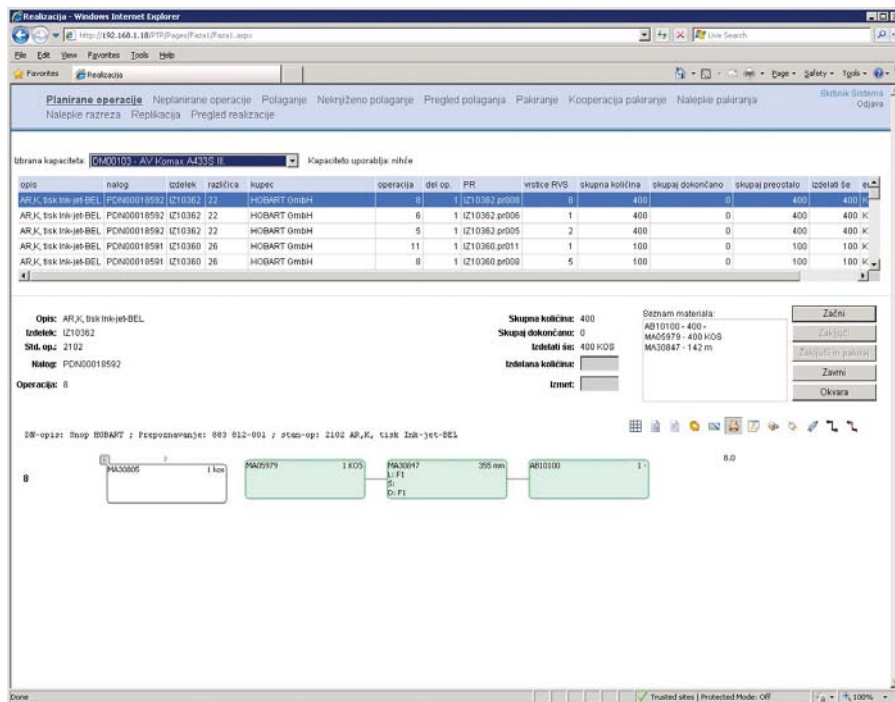 Realizacija - Windows Internet Explorer
http://192.168.1.18/PTP/Pages/Faza1/Faza1.aspx
Live Search
File Edit View Favorites Tools Help
Favorites Realizacija Page Safety Tools
Planirane operacije Neplanirane operacije Polaganje Neknjiženo polaganje Pregled polaganja Pakiranje Kooperacija pakiranje Nalepke pakiranja
Nalepke razreza Replikacija Pregled realizacije
Skrbnik Sistema
Odjava
Izbrana kapaciteta: DM00103 - AV Komax A433S III. Kapaciteto uporablja: nihče
opis nalog izdelek različica kupec operacija del op. PR vrstice RVS skupna količina skupaj dokončano skupaj preostalo izdelati še
AR,K, tisk Ink-jet-BEL PDN00018592 IZ10362 22 HOBART GmbH 8 1 IZ10362.pr008 8 400 0 400 400 K
AR,K, tisk Ink-jet-BEL PDN00018592 IZ10362 22 HOBART GmbH 6 1 IZ10362.pr006 1 400 0 400 400 K
AR,K, tisk Ink-jet-BEL PDN00018592 IZ10362 22 HOBART GmbH 5 1 IZ10362.pr005 2 400 0 400 400 K
AR,K, tisk Ink-jet-BEL PDN00018591 IZ10360 26 HOBART GmbH 11 1 IZ10360.pr011 1 100 0 100 100 K
AR,K, tisk Ink-jet-BEL PDN00018591 IZ10360 26 HOBART GmbH 8 1 IZ10360.pr008 5 100 0 100 100 K
Opis: AR,K, tisk Ink-jet-BEL
Izdelek: IZ10362
Std. op.: 2102
Nalog: PDN00018592
Operacija: 8
Skupna količina: 400
Skupaj dokončano: 0
Izdelati še: 400 KOS
Izdelana količina:
Izmet:
Seznam materiala:
AB10100 - 400 -
MA05979 - 400 KOS
MA30847 - 142 m
Začni
Zaključi
Zaključi in pakiraj
Zavrni
Okvara
DN-opis: Snop HOBART ; Prepoznavanje: 883 812-001 ; stan-op: 2102 AR,K, tisk Ink-jet-BEL
8
MA30805 1 kos
MA05979 1 KOS
MA30847 355 mm
L: F1
S:
D: F1
AB10100 1 -
8.0
Done Trusted sites | Protected Mode: Off 100%